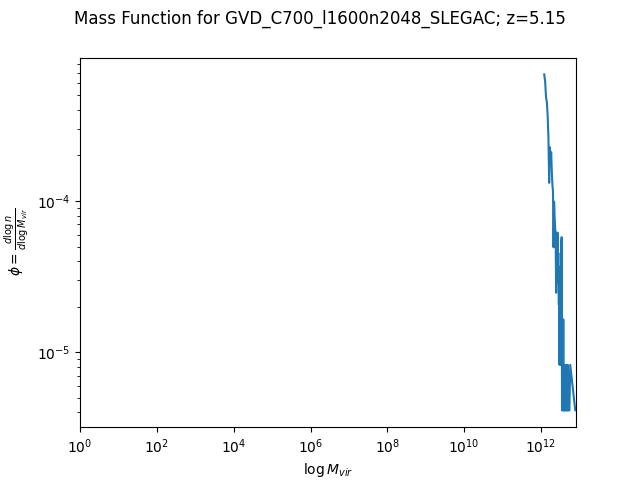 Mass Function for GVD_C700_l1600n2048_SLEGAC; z=5.15
ϕ = d log n / d log M_vir
10^-4
10^-5
10^0 10^2 10^4 10^6 10^8 10^10 10^12
log M_vir